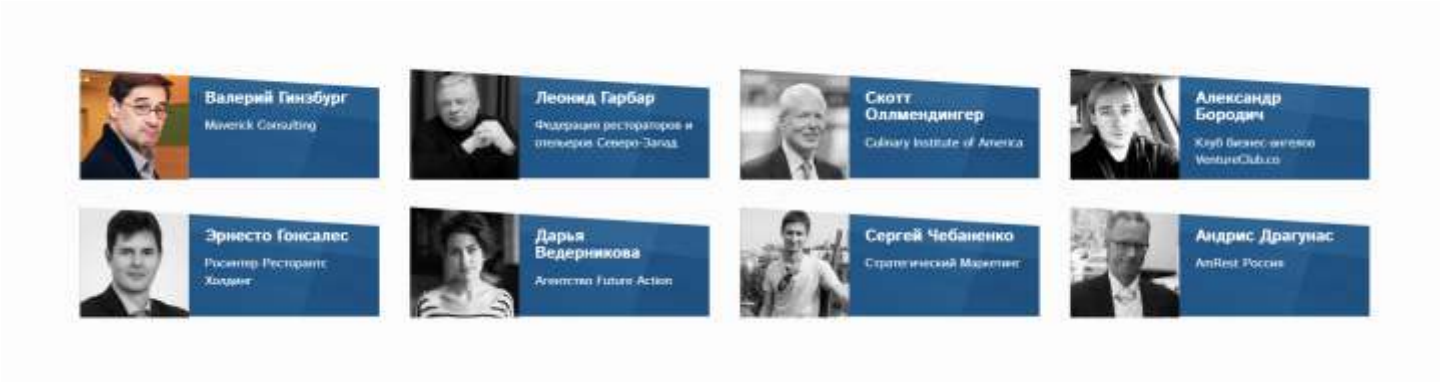 Валерий Гинзбург
Maverick Consulting
Леонид Гарбар
Федерация рестораторов и
отельеров Северо-Запад
Скотт
Оллмендингер
Culinary Institute of America
Александр
Бородич
Клуб бизнес-ангелов
VentureClub.co
Эрнесто Гонсалес
Росинтер Ресторантс
Холдинг
Дарья
Ведерникова
Агентство Future Action
Сергей Чебаненко
Стратегический Маркетинг
Андрис Драгунас
AmRest Россия